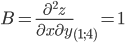 B = ∂²z / ∂x∂y₍₁;₄₎ = 1